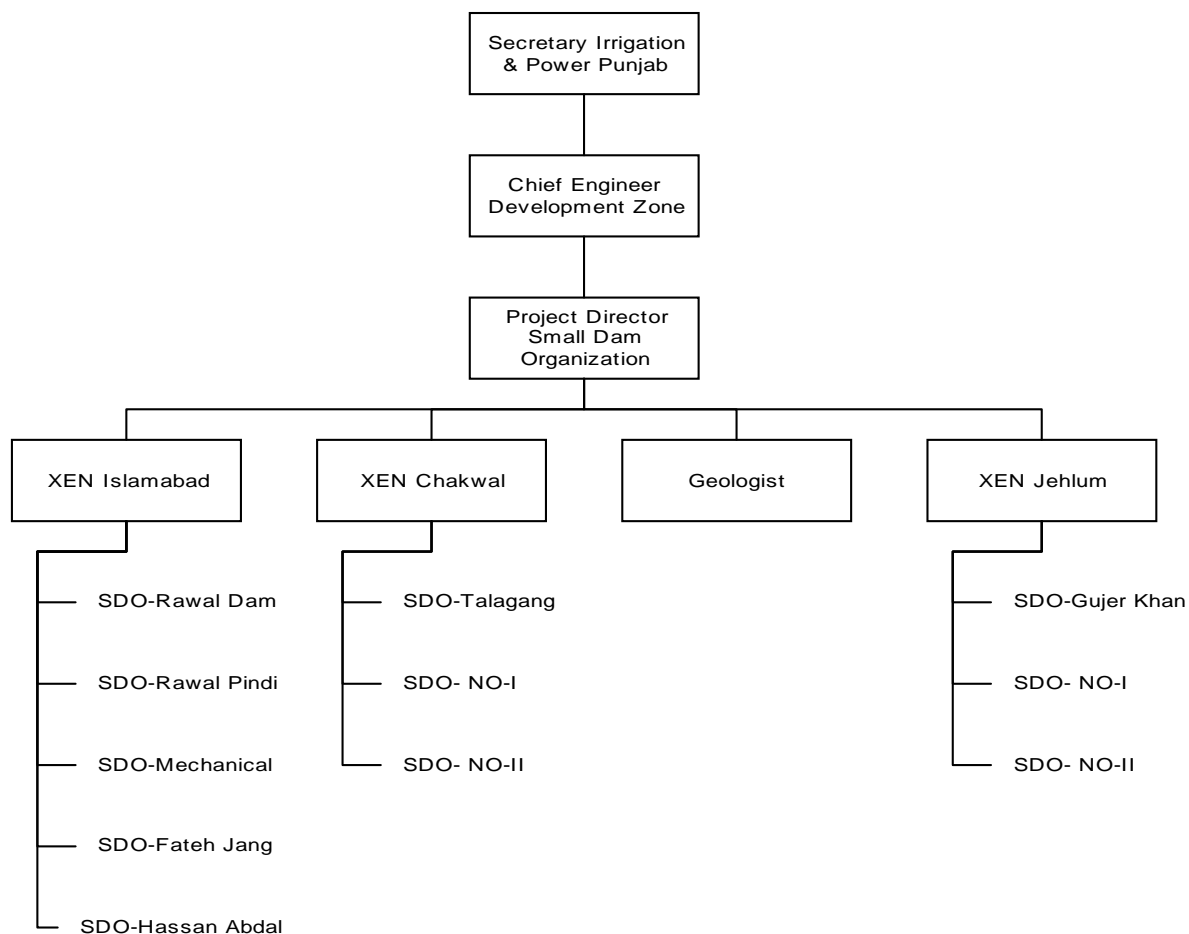 Secretary Irrigation
& Power Punjab
Chief Engineer
Development Zone
Project Director
Small Dam
Organization
XEN Islamabad
XEN Chakwal
Geologist
XEN Jehlum
SDO-Rawal Dam
SDO-Rawal Pindi
SDO-Mechanical
SDO-Fateh Jang
SDO-Hassan Abdal
SDO-Talagang
SDO- NO-I
SDO- NO-II
SDO-Gujer Khan
SDO- NO-I
SDO- NO-II